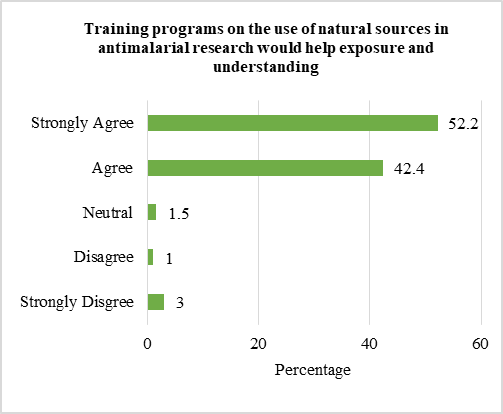 Training programs on the use of natural sources in
antimalarial research would help exposure and
understanding
Strongly Agree 52.2
Agree 42.4
Neutral 1.5
Disagree 1
Strongly Disgree 3
0 20 40 60
Percentage